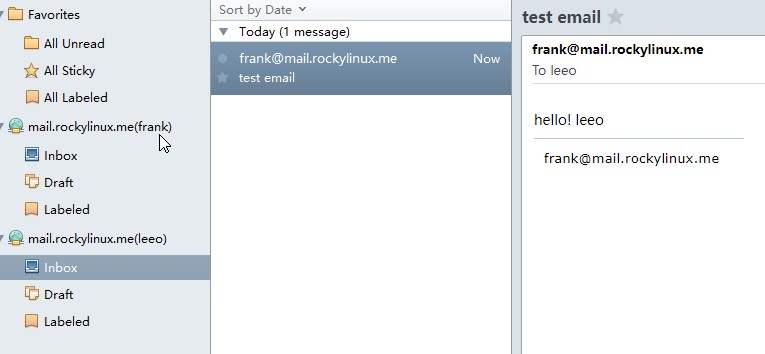 Favorites
All Unread
All Sticky
All Labeled
mail.rockylinux.me(frank)
Inbox
Draft
Labeled
mail.rockylinux.me(leeo)
Inbox
Draft
Labeled
Sort by Date
Today (1 message)
frank@mail.rockylinux.me Now
test email
test email
frank@mail.rockylinux.me
To leeo
hello! leeo
frank@mail.rockylinux.me